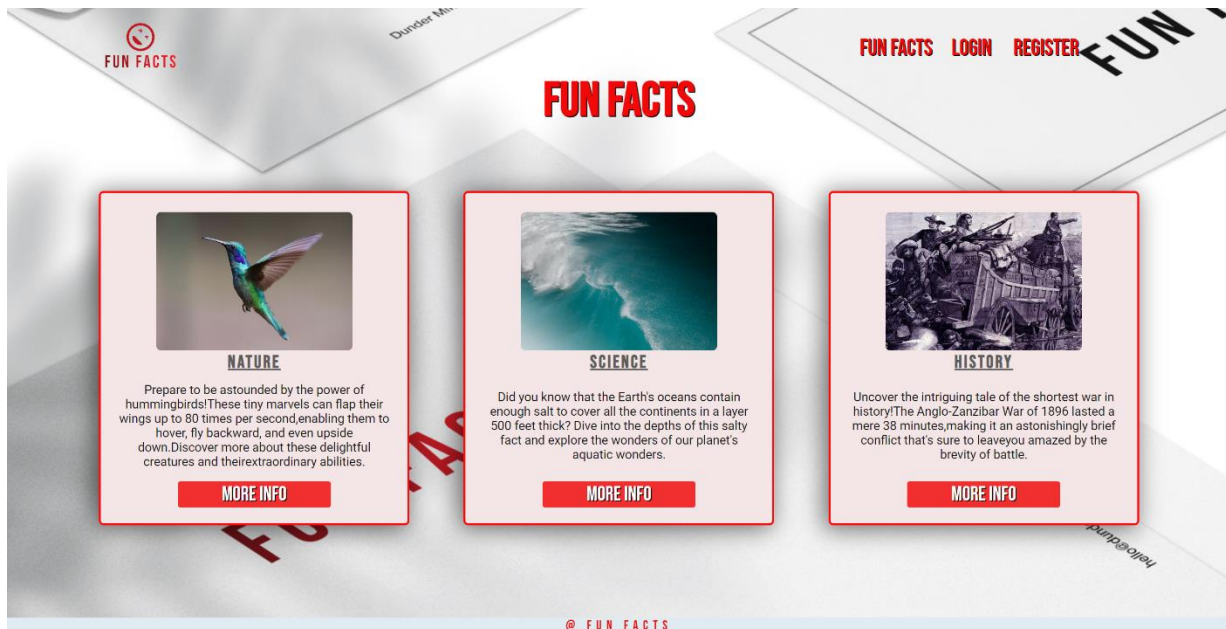 Dunder Mi
FUN
FUN FACTS
FUN FACTS LOGIN REGISTER
FUN FACTS
NATURE
Prepare to be astounded by the power of
hummingbirds!These tiny marvels can flap their
wings up to 80 times per second,enabling them to
hover, fly backward, and even upside
down.Discover more about these delightful
creatures and theirextraordinary abilities.
MORE INFO
SCIENCE
Did you know that the Earth's oceans contain
enough salt to cover all the continents in a layer
500 feet thick? Dive into the depths of this salty
fact and explore the wonders of our planet's
aquatic wonders.
MORE INFO
HISTORY
Uncover the intriguing tale of the shortest war in
history!The Anglo-Zanzibar War of 1896 lasted a
mere 38 minutes,making it an astonishingly brief
conflict that's sure to leaveyou amazed by the
brevity of battle.
MORE INFO
hello@dund
@ FUN FACTS